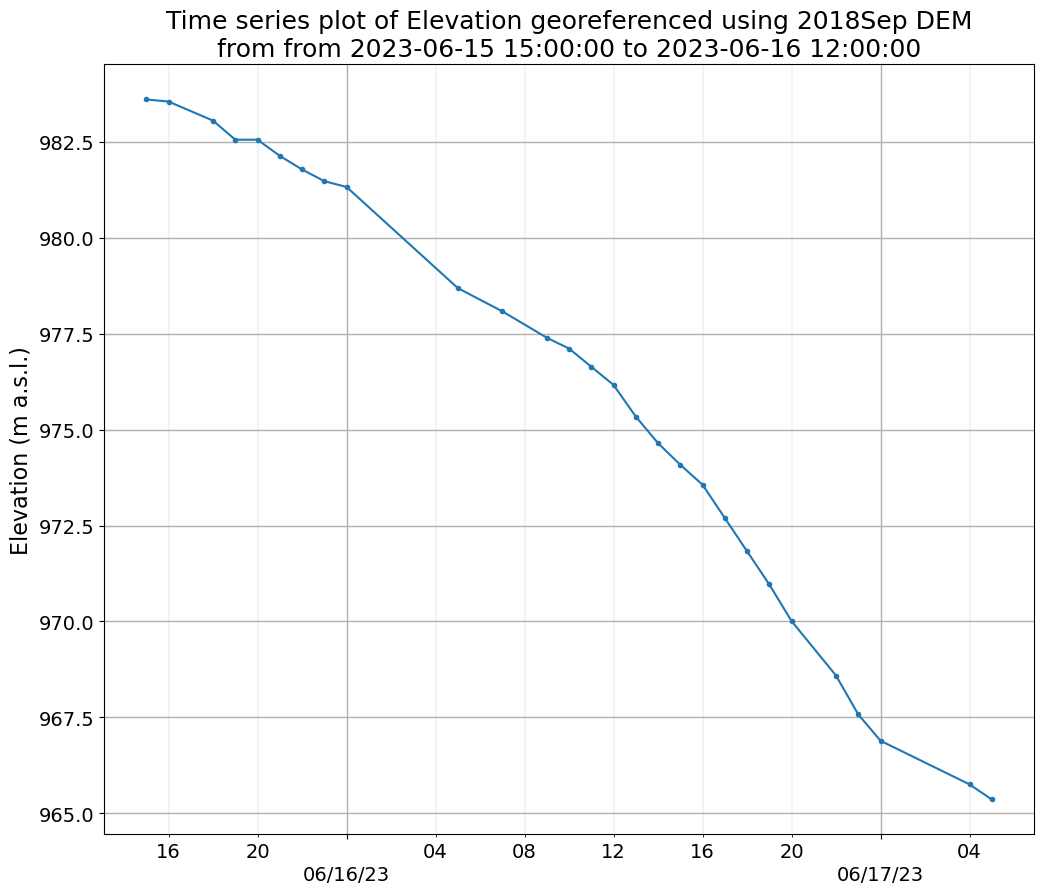 Time series plot of Elevation georeferenced using 2018Sep DEM
from from 2023-06-15 15:00:00 to 2023-06-16 12:00:00
Elevation (m a.s.l.)
982.5
980.0
977.5
975.0
972.5
970.0
967.5
965.0
16 20 04 08 12 16 20 04
06/16/23 06/17/23